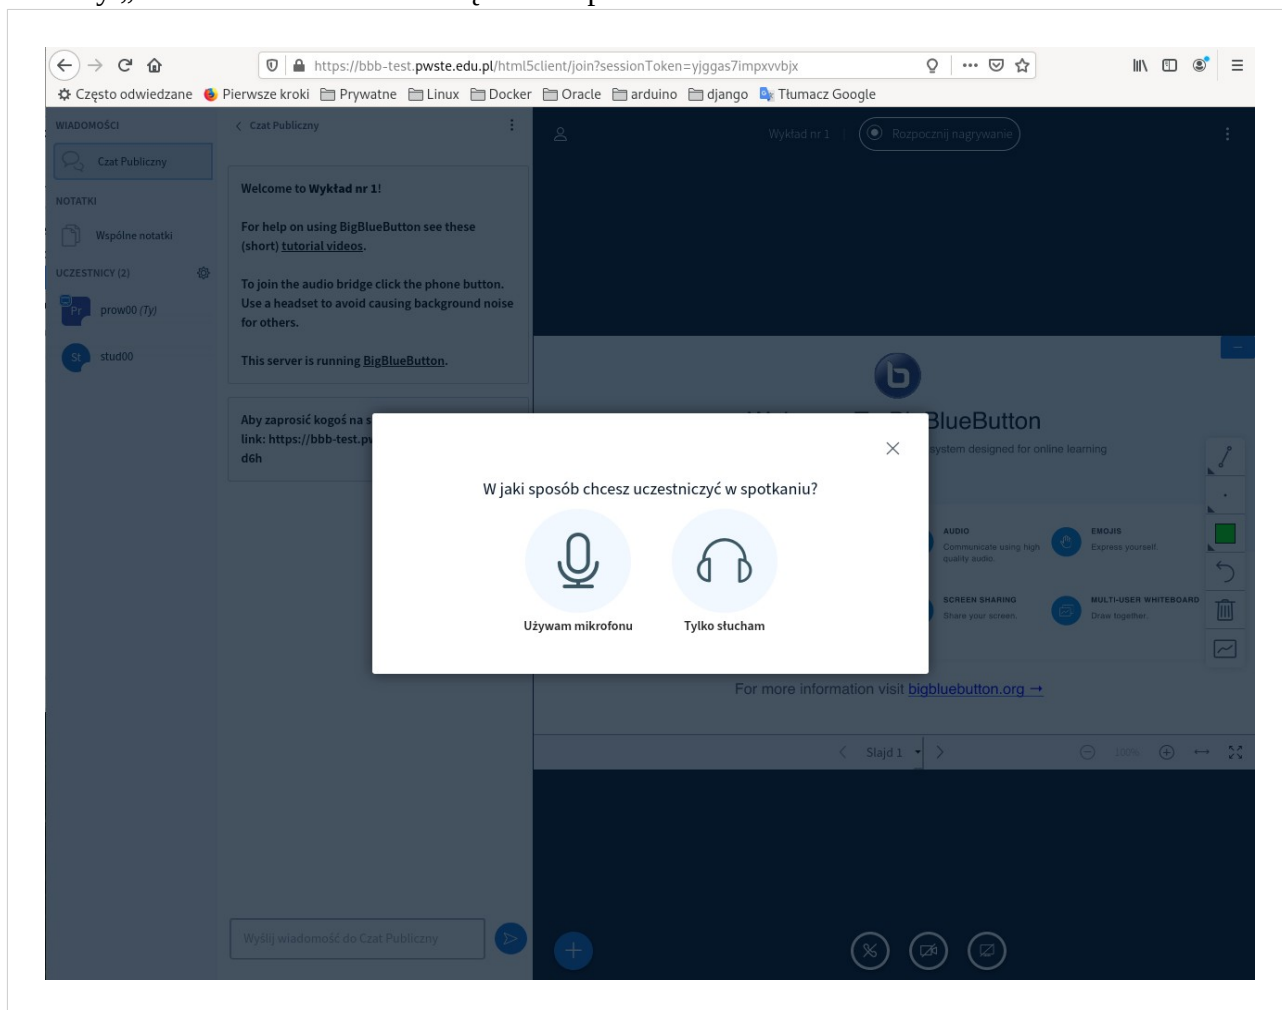 https://bbb-test.pwste.edu.pl/html5client/join?sessionToken=yjggas7impxvvbjx
Często odwiedzane Pierwsze kroki Prywatne Linux Docker Oracle arduino django Tłumacz Google
WIADOMOŚCI
Czat Publiczny
NOTATKI
Wspólne notatki
UCZESTNICY (2)
Pr prow00 (Ty)
St stud00
Czat Publiczny
Welcome to Wykład nr 1!
For help on using BigBlueButton see these
(short) tutorial videos.
To join the audio bridge click the phone button.
Use a headset to avoid causing background noise
for others.
This server is running BigBlueButton.
Aby zaprosić kogoś na s
link: https://bbb-test.pw
d6h
Wyślij wiadomość do Czat Publiczny
Wykład nr 1 Rozpocznij nagrywanie
BlueButton
system designed for online learning
W jaki sposób chcesz uczestniczyć w spotkaniu?
Używam mikrofonu Tylko słucham
AUDIO
Communicate using high
quality audio.
EMOJIS
Express yourself.
SCREEN SHARING
Share your screen.
MULTI-USER WHITEBOARD
Draw together.
For more information visit bigbluebutton.org →
Slajd 1
100%